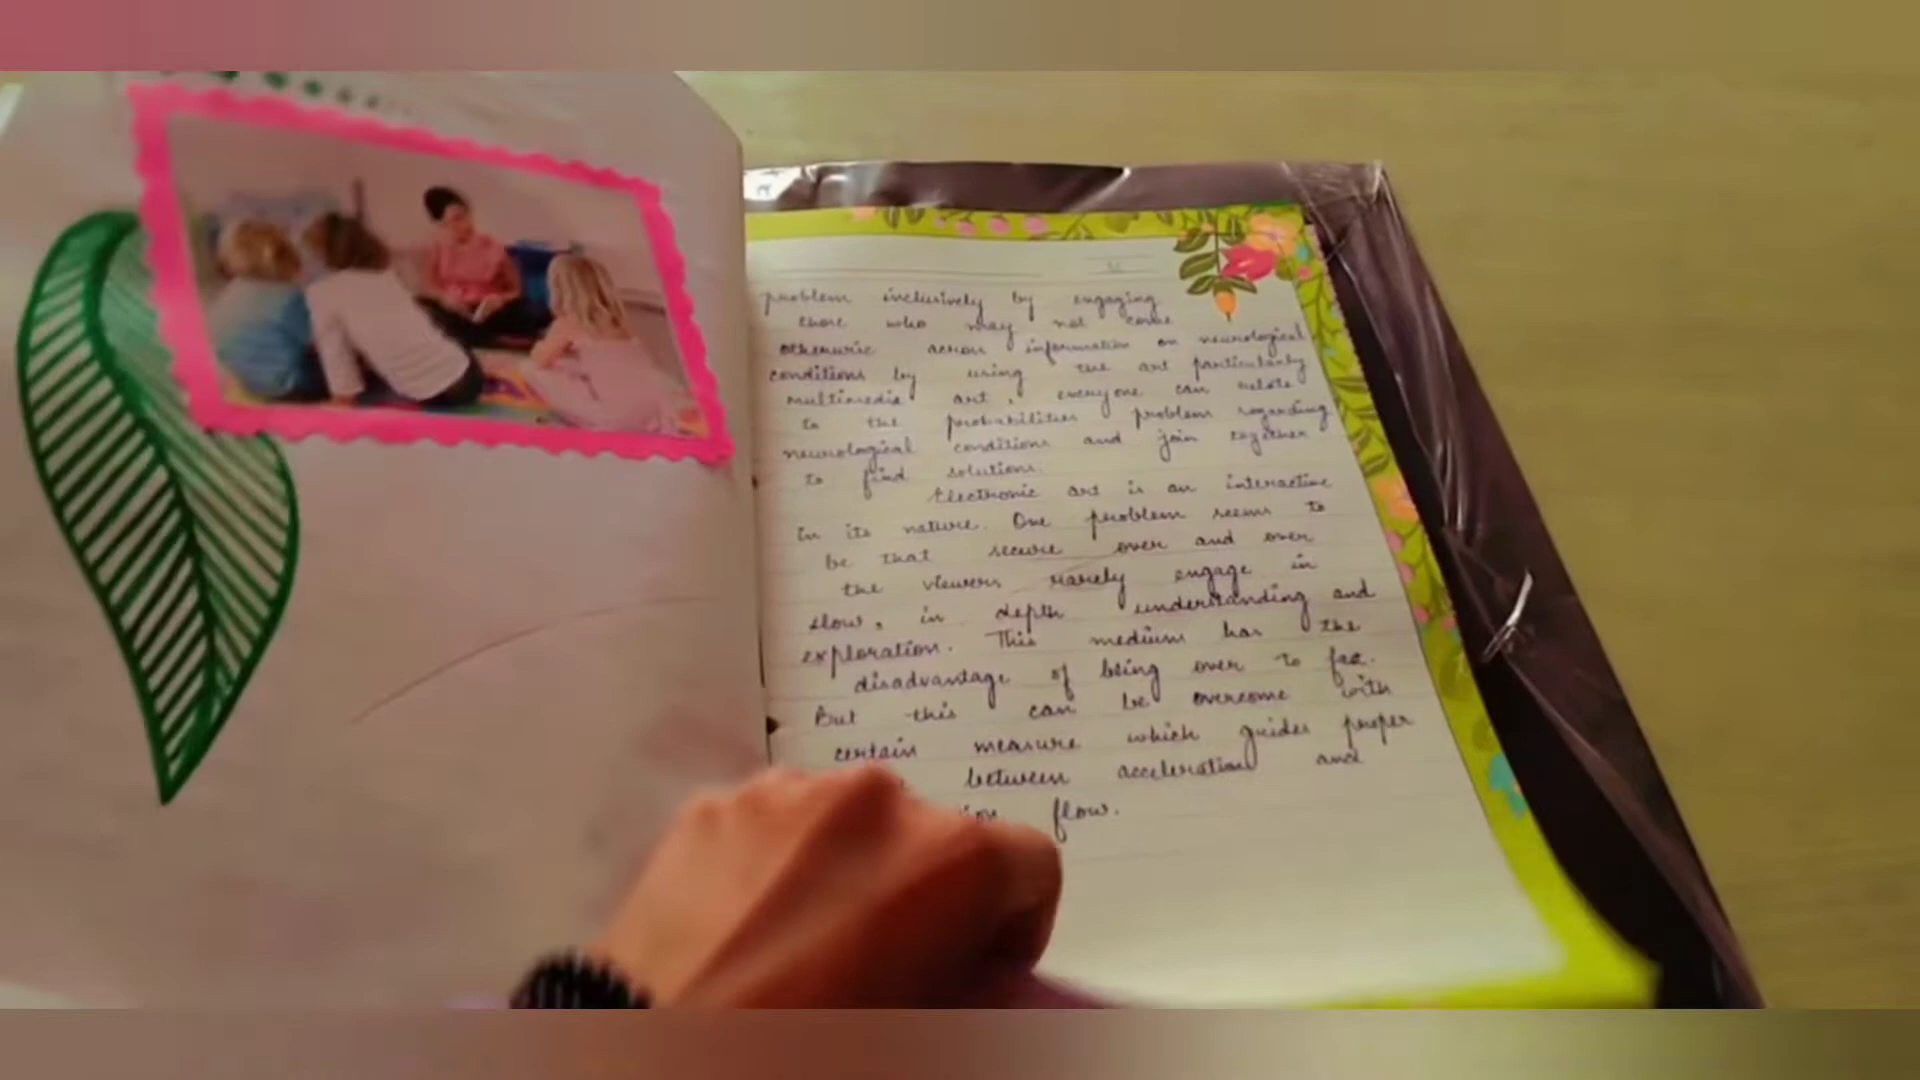 problem inclusively by engaging
those who may not come
otherwise across information on neurological
conditions by using the art particularly
multimedia art, everyone can relate
to the probabilities problem regarding
neurological conditions and join together
to find solutions.
Electronic art is an interactive
In its nature. One problem seems to
be that secure over and over
the viewers rarely engage in
slow, in depth understanding and
exploration. This medium has the
disadvantage of being over to fast.
But this can be overcome with
certain measure which guides proper
between acceleration and
flow.